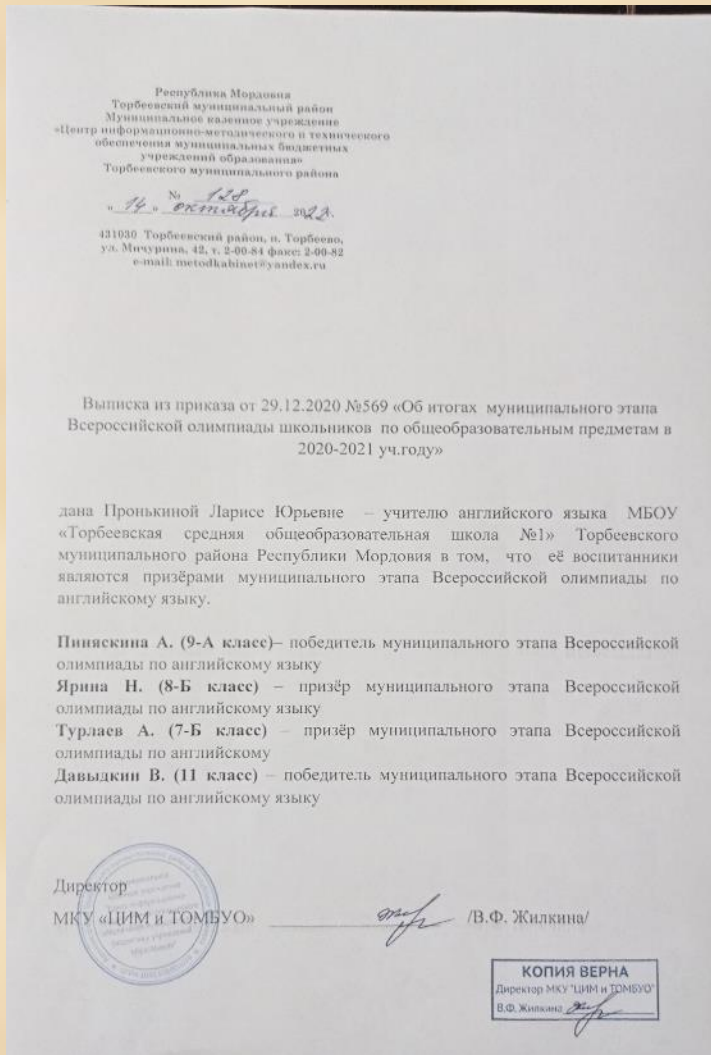 Республика Мордовия
Торбеевский муниципальный район
Муниципальное казенное учреждение
«Центр информационно-методического и технического
обеспечения муниципальных бюджетных
учреждений образования»
Торбеевского муниципального района
№ 128
« 14 » октября 2022г.
431030 Торбеевский район, п. Торбеево,
ул. Мичурина, 42, т. 2-00-84 факс: 2-00-82
e-mail: metodkabinet@yandex.ru
Выписка из приказа от 29.12.2020 №569 «Об итогах муниципального этапа
Всероссийской олимпиады школьников по общеобразовательным предметам в
2020-2021 уч.году»
дана Пронькиной Ларисе Юрьевне – учителю английского языка МБОУ
«Торбеевская средняя общеобразовательная школа №1» Торбеевского
муниципального района Республики Мордовия в том, что её воспитанники
являются призёрами муниципального этапа Всероссийской олимпиады по
английскому языку.
Пиняскина А. (9-А класс)– победитель муниципального этапа Всероссийской
олимпиады по английскому языку
Ярина Н. (8-Б класс) – призёр муниципального этапа Всероссийской
олимпиады по английскому языку
Турлаев А. (7-Б класс) – призёр муниципального этапа Всероссийской
олимпиады по английскому
Давыдкин В. (11 класс) – победитель муниципального этапа Всероссийской
олимпиады по английскому языку
Директор
МКУ «ЦИМ и ТОМБУО» /В.Ф. Жилкина/
КОПИЯ ВЕРНА
Директор МКУ "ЦИМ и ТОМБУО"
В.Ф. Жилкина